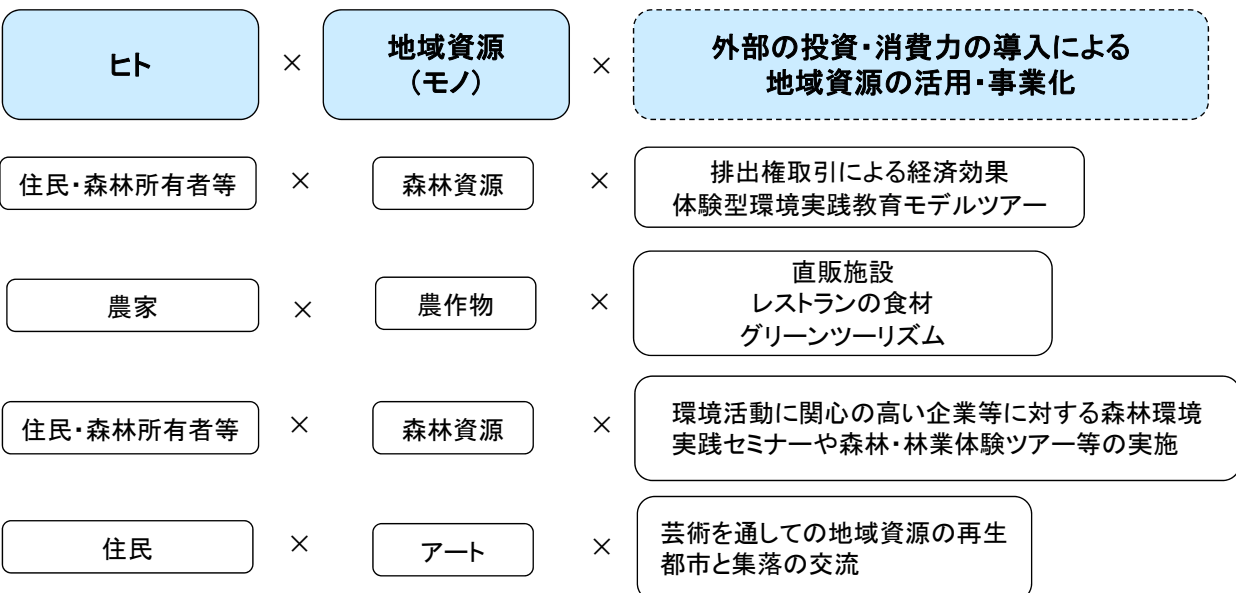 ヒト
×
地域資源
(モノ)
×
外部の投資・消費力の導入による
地域資源の活用・事業化
住民・森林所有者等
×
森林資源
×
排出権取引による経済効果
体験型環境実践教育モデルツアー
農家
×
農作物
×
直販施設
レストランの食材
グリーンツーリズム
住民・森林所有者等
×
森林資源
×
環境活動に関心の高い企業等に対する森林環境
実践セミナーや森林・林業体験ツアー等の実施
住民
×
アート
×
芸術を通しての地域資源の再生
都市と集落の交流